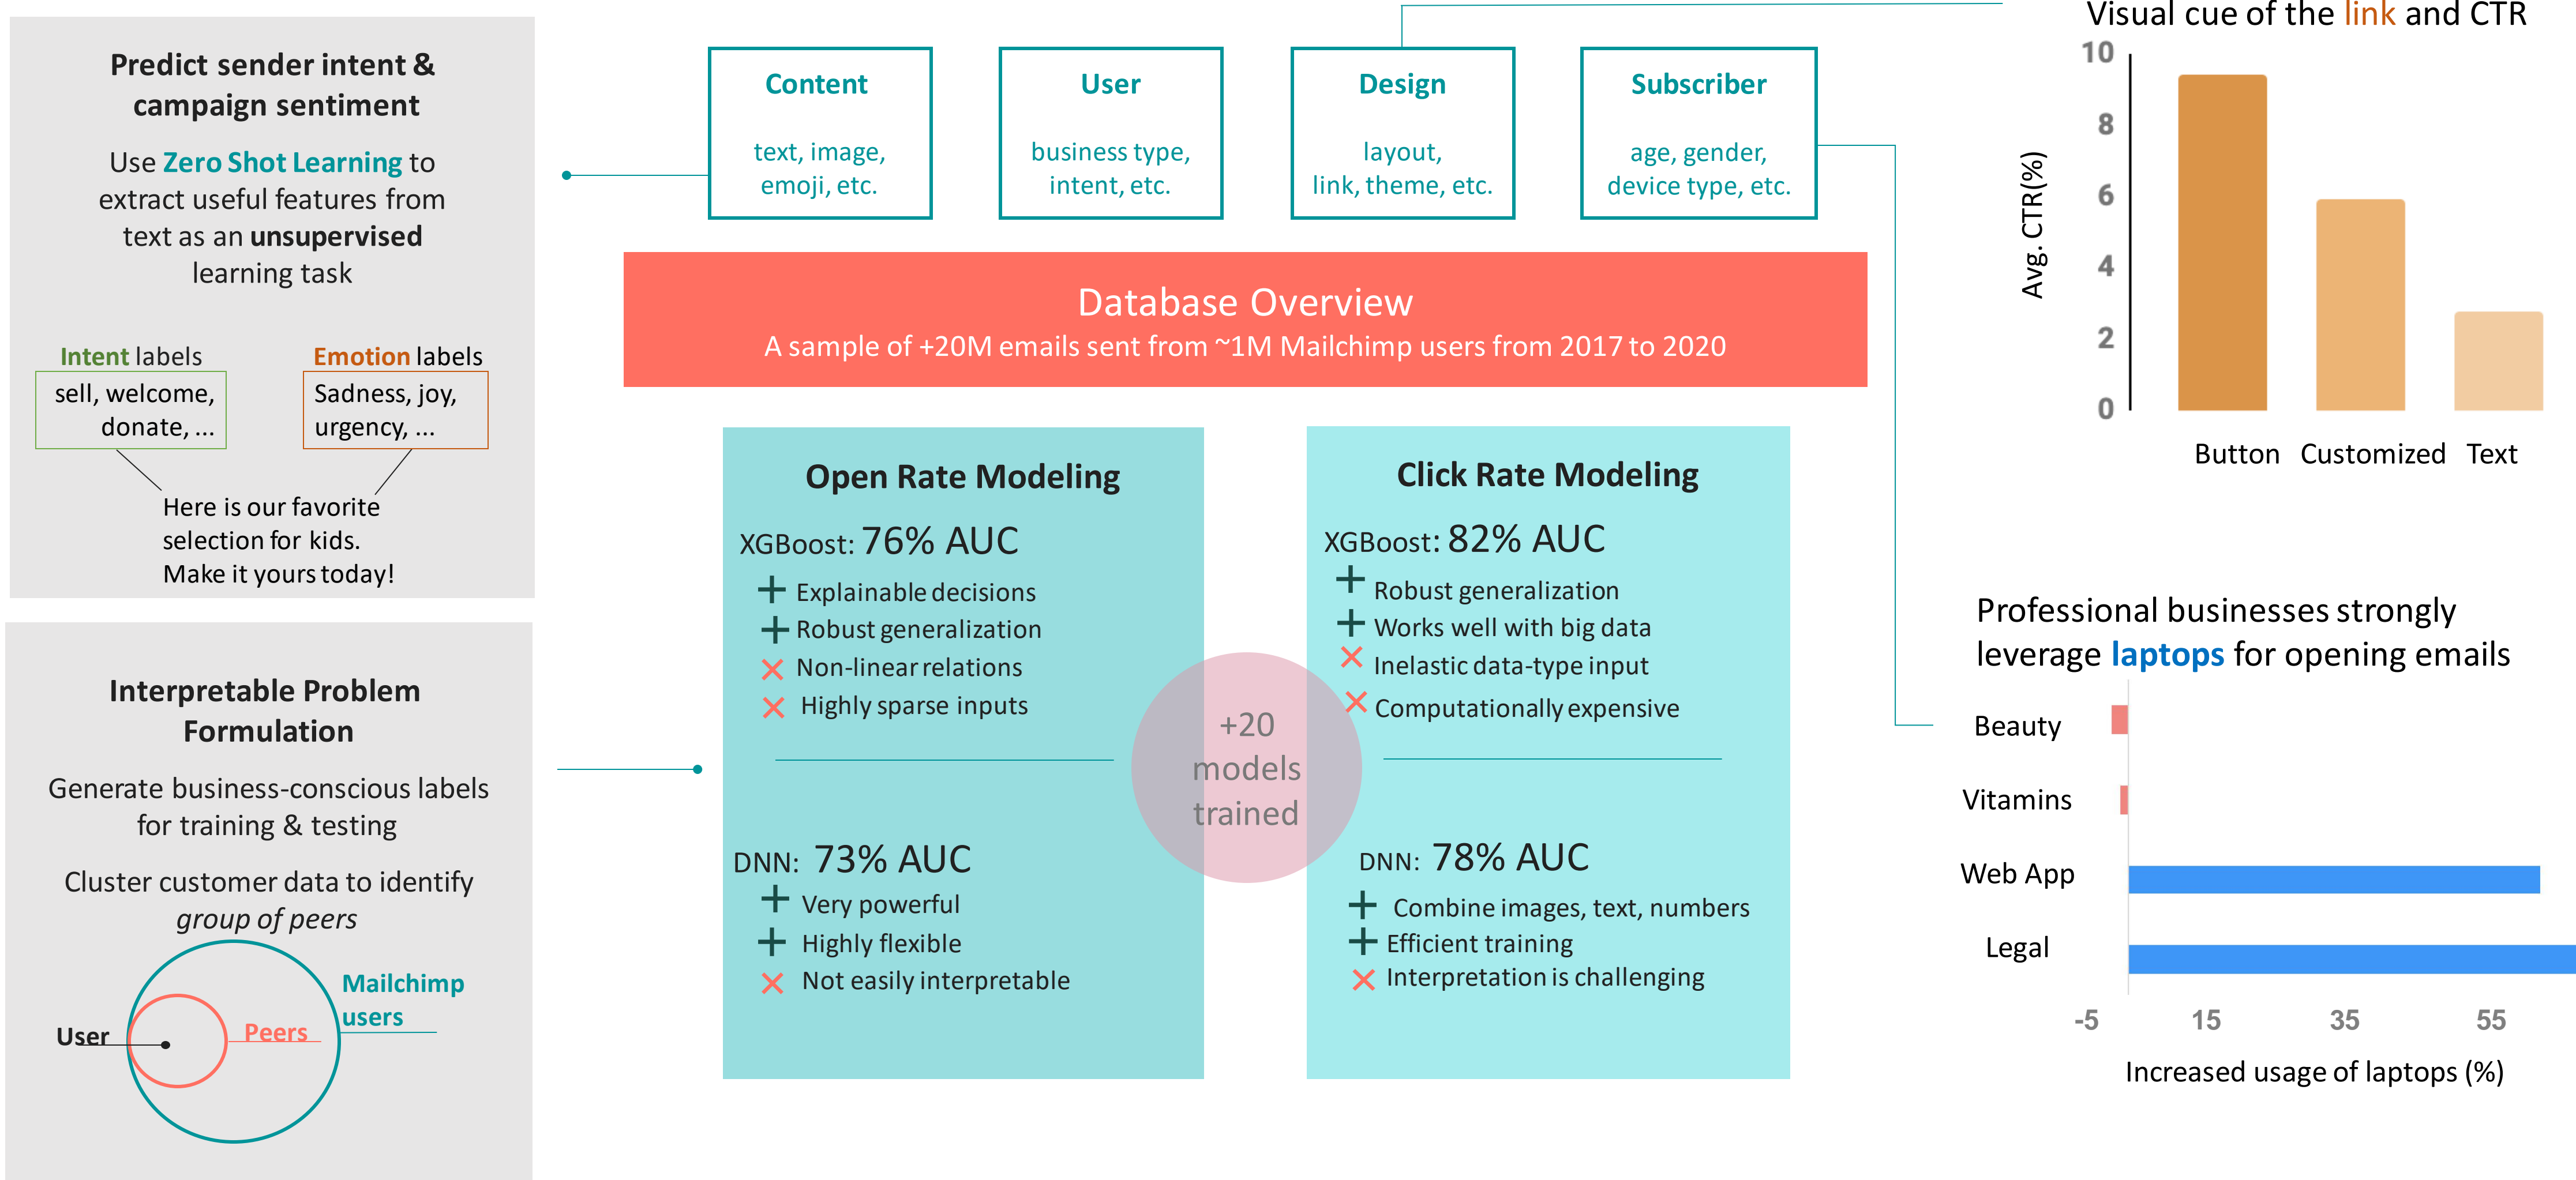 Predict sender intent &
campaign sentiment
Use Zero Shot Learning to
extract useful features from
text as an unsupervised
learning task
Intent labels
sell, welcome,
donate, ...
Emotion labels
Sadness, joy,
urgency, ...
Here is our favorite
selection for kids.
Make it yours today!
Interpretable Problem
Formulation
Generate business-conscious labels
for training & testing
Cluster customer data to identify
group of peers
Mailchimp
users
User
Peers
Content
text, image,
emoji, etc.
User
business type,
intent, etc.
Design
layout,
link, theme, etc.
Subscriber
age, gender,
device type, etc.
Database Overview
A sample of +20M emails sent from ~1M Mailchimp users from 2017 to 2020
Open Rate Modeling
XGBoost: 76% AUC
+ Explainable decisions
+ Robust generalization
× Non-linear relations
× Highly sparse inputs
DNN: 73% AUC
+ Very powerful
+ Highly flexible
× Not easily interpretable
+20
models
trained
Click Rate Modeling
XGBoost: 82% AUC
+ Robust generalization
+ Works well with big data
× Inelastic data-type input
× Computationally expensive
DNN: 78% AUC
+ Combine images, text, numbers
+ Efficient training
× Interpretation is challenging
Visual cue of the link and CTR
Avg. CTR(%)
10
8
6
4
2
0
Button Customized Text
Professional businesses strongly
leverage laptops for opening emails
Beauty
Vitamins
Web App
Legal
-5 15 35 55
Increased usage of laptops (%)